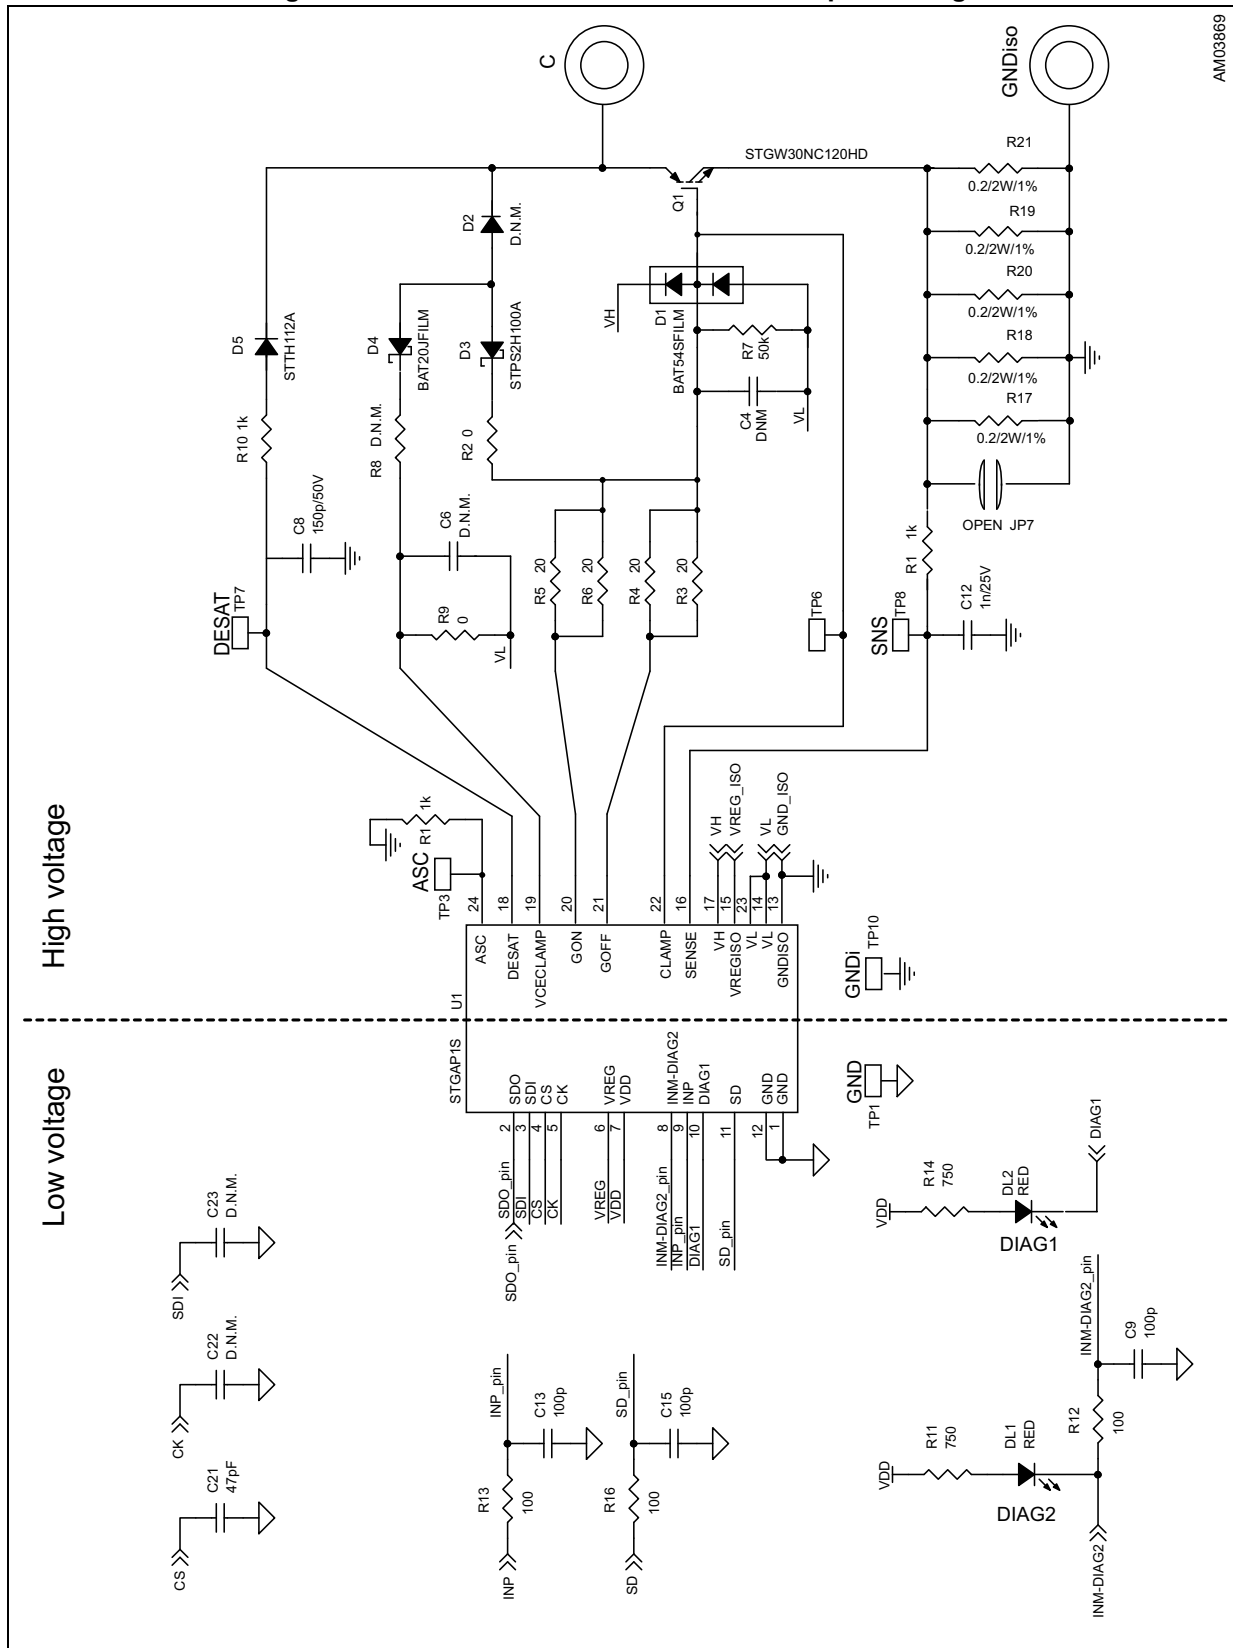 AM03869
High voltage
Low voltage
C
GNDiso
STGW30NC120HD
Q1
R21
0.2/2W/1%
R19
0.2/2W/1%
R20
0.2/2W/1%
R18
0.2/2W/1%
R17
0.2/2W/1%
OPEN JP7
D2
D.N.M.
D5
STTH112A
D4
BAT20JFILM
D3
STPS2H100A
VH
D1
BAT54SFILM
R7
50k
C4
DNM
VL
R10 1k
R8 D.N.M.
R2 0
C8
150p/50V
C6
D.N.M.
R9
0
VL
DESAT
TP7
R5 20
R6 20
R4 20
R3 20
TP6
SNS
TP8
R1 1k
C12
1n/25V
R1 1k
ASC
TP3
24
18
19
20
21
22
16
17
15
23
14
13
VH
VREG_ISO
VL
GND_ISO
U1
STGAP1S
ASC
DESAT
VCECLAMP
GON
GOFF
CLAMP
SENSE
VH
VREGISO
VL
VL
GNDISO
SDO
SDI
CS
CK
VREG
VDD
INM-DIAG2
INP
DIAG1
SD
GND
GND
2
3
4
5
6
7
8
9
10
11
12
1
SDO_pin
SDO_pin
SDI
CS
CK
VREG
VDD
INM-DIAG2_pin
INP_pin
DIAG1
SD_pin
GNDi
TP10
GND
TP1
SDI
C23
D.N.M.
CK
C22
D.N.M.
CS
C21
47pF
INP_pin
C13
100p
R13
100
INP
SD_pin
C15
100p
R16
100
SD
VDD
R14
750
DL2
RED
DIAG1
DIAG1
VDD
R11
750
DL1
RED
DIAG2
INM-DIAG2
R12
100
INM-DIAG2_pin
C9
100p